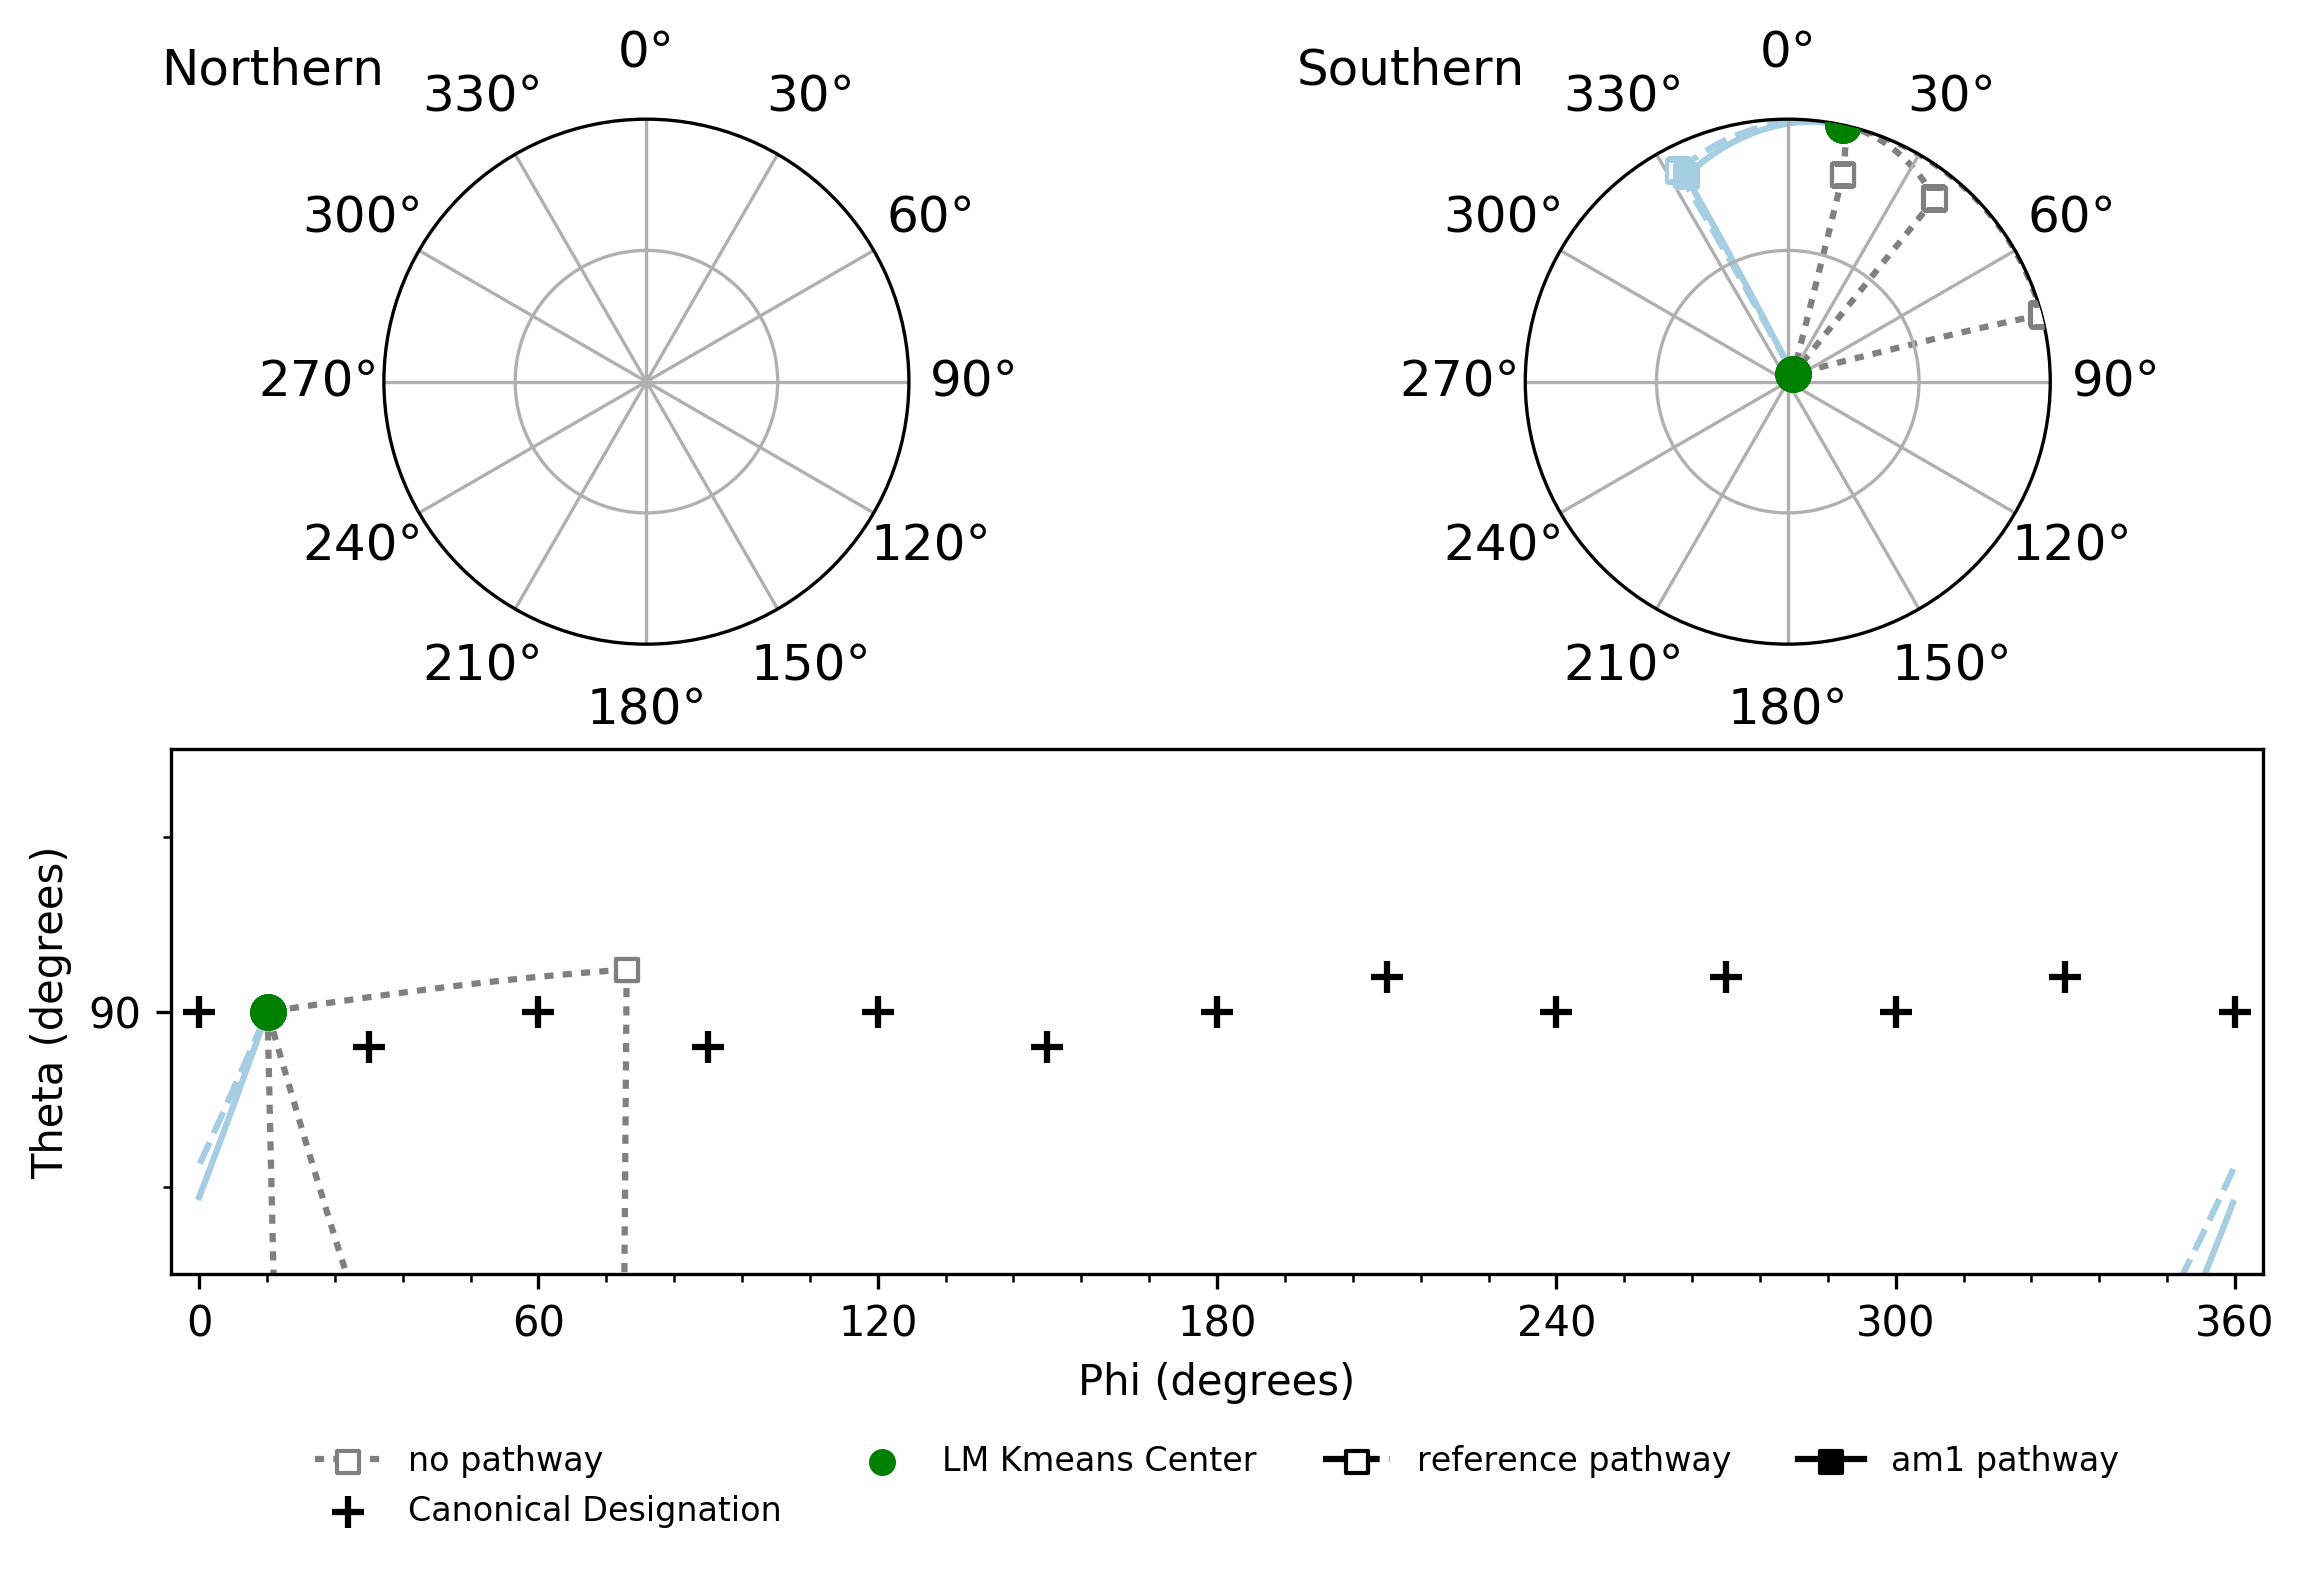 Northern
0°
330°
30°
300°
60°
270°
90°
240°
120°
210°
150°
180°
Southern
0°
330°
30°
300°
60°
270°
90°
240°
120°
210°
150°
180°
Theta (degrees)
90
0 60 120 180 240 300 360
Phi (degrees)
no pathway
LM Kmeans Center
reference pathway
am1 pathway
Canonical Designation